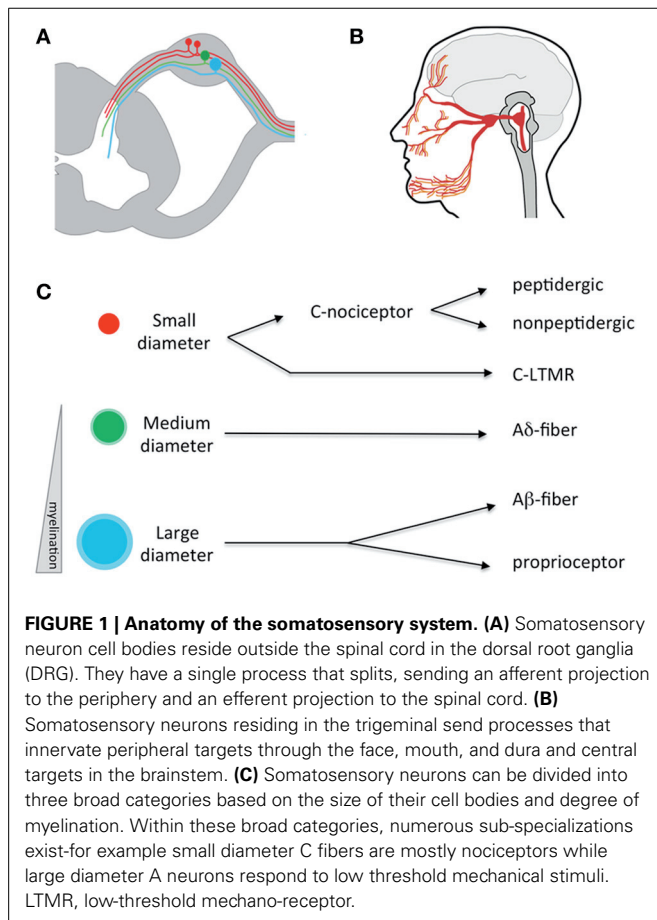 A
B
C
Small
diameter
C-nociceptor
peptidergic
nonpeptidergic
C-LTMR
myelination
Medium
diameter
Aδ-fiber
Large
diameter
Aβ-fiber
proprioceptor
FIGURE 1 | Anatomy of the somatosensory system. (A) Somatosensory
neuron cell bodies reside outside the spinal cord in the dorsal root ganglia
(DRG). They have a single process that splits, sending an afferent projection
to the periphery and an efferent projection to the spinal cord. (B)
Somatosensory neurons residing in the trigeminal send processes that
innervate peripheral targets through the face, mouth, and dura and central
targets in the brainstem. (C) Somatosensory neurons can be divided into
three broad categories based on the size of their cell bodies and degree of
myelination. Within these broad categories, numerous sub-specializations
exist-for example small diameter C fibers are mostly nociceptors while
large diameter A neurons respond to low threshold mechanical stimuli.
LTMR, low-threshold mechano-receptor.